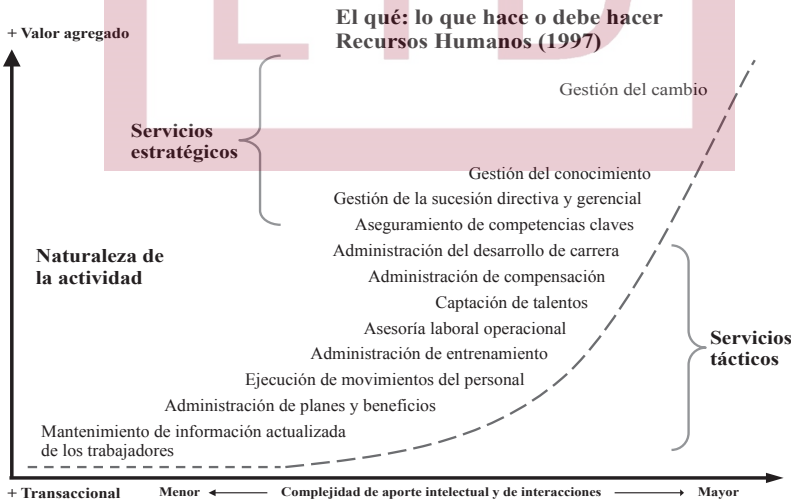 El qué: lo que hace o debe hacer
Recursos Humanos (1997)
+ Valor agregado
Gestión del cambio
Servicios
estratégicos
Gestión del conocimiento
Gestión de la sucesión directiva y gerencial
Aseguramiento de competencias claves
Naturaleza de
la actividad
Administración del desarrollo de carrera
Administración de compensación
Captación de talentos
Asesoría laboral operacional
Servicios
tácticos
Administración de entrenamiento
Ejecución de movimientos del personal
Administración de planes y beneficios
Mantenimiento de información actualizada
de los trabajadores
+ Transaccional
Menor
Complejidad de aporte intelectual y de interacciones
Mayor